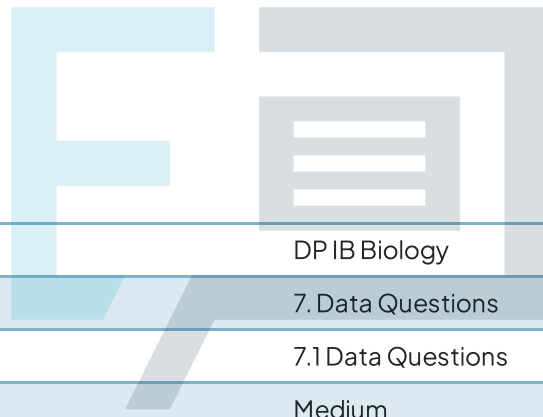 DP IB Biology
7. Data Questions
7.1 Data Questions
Medium